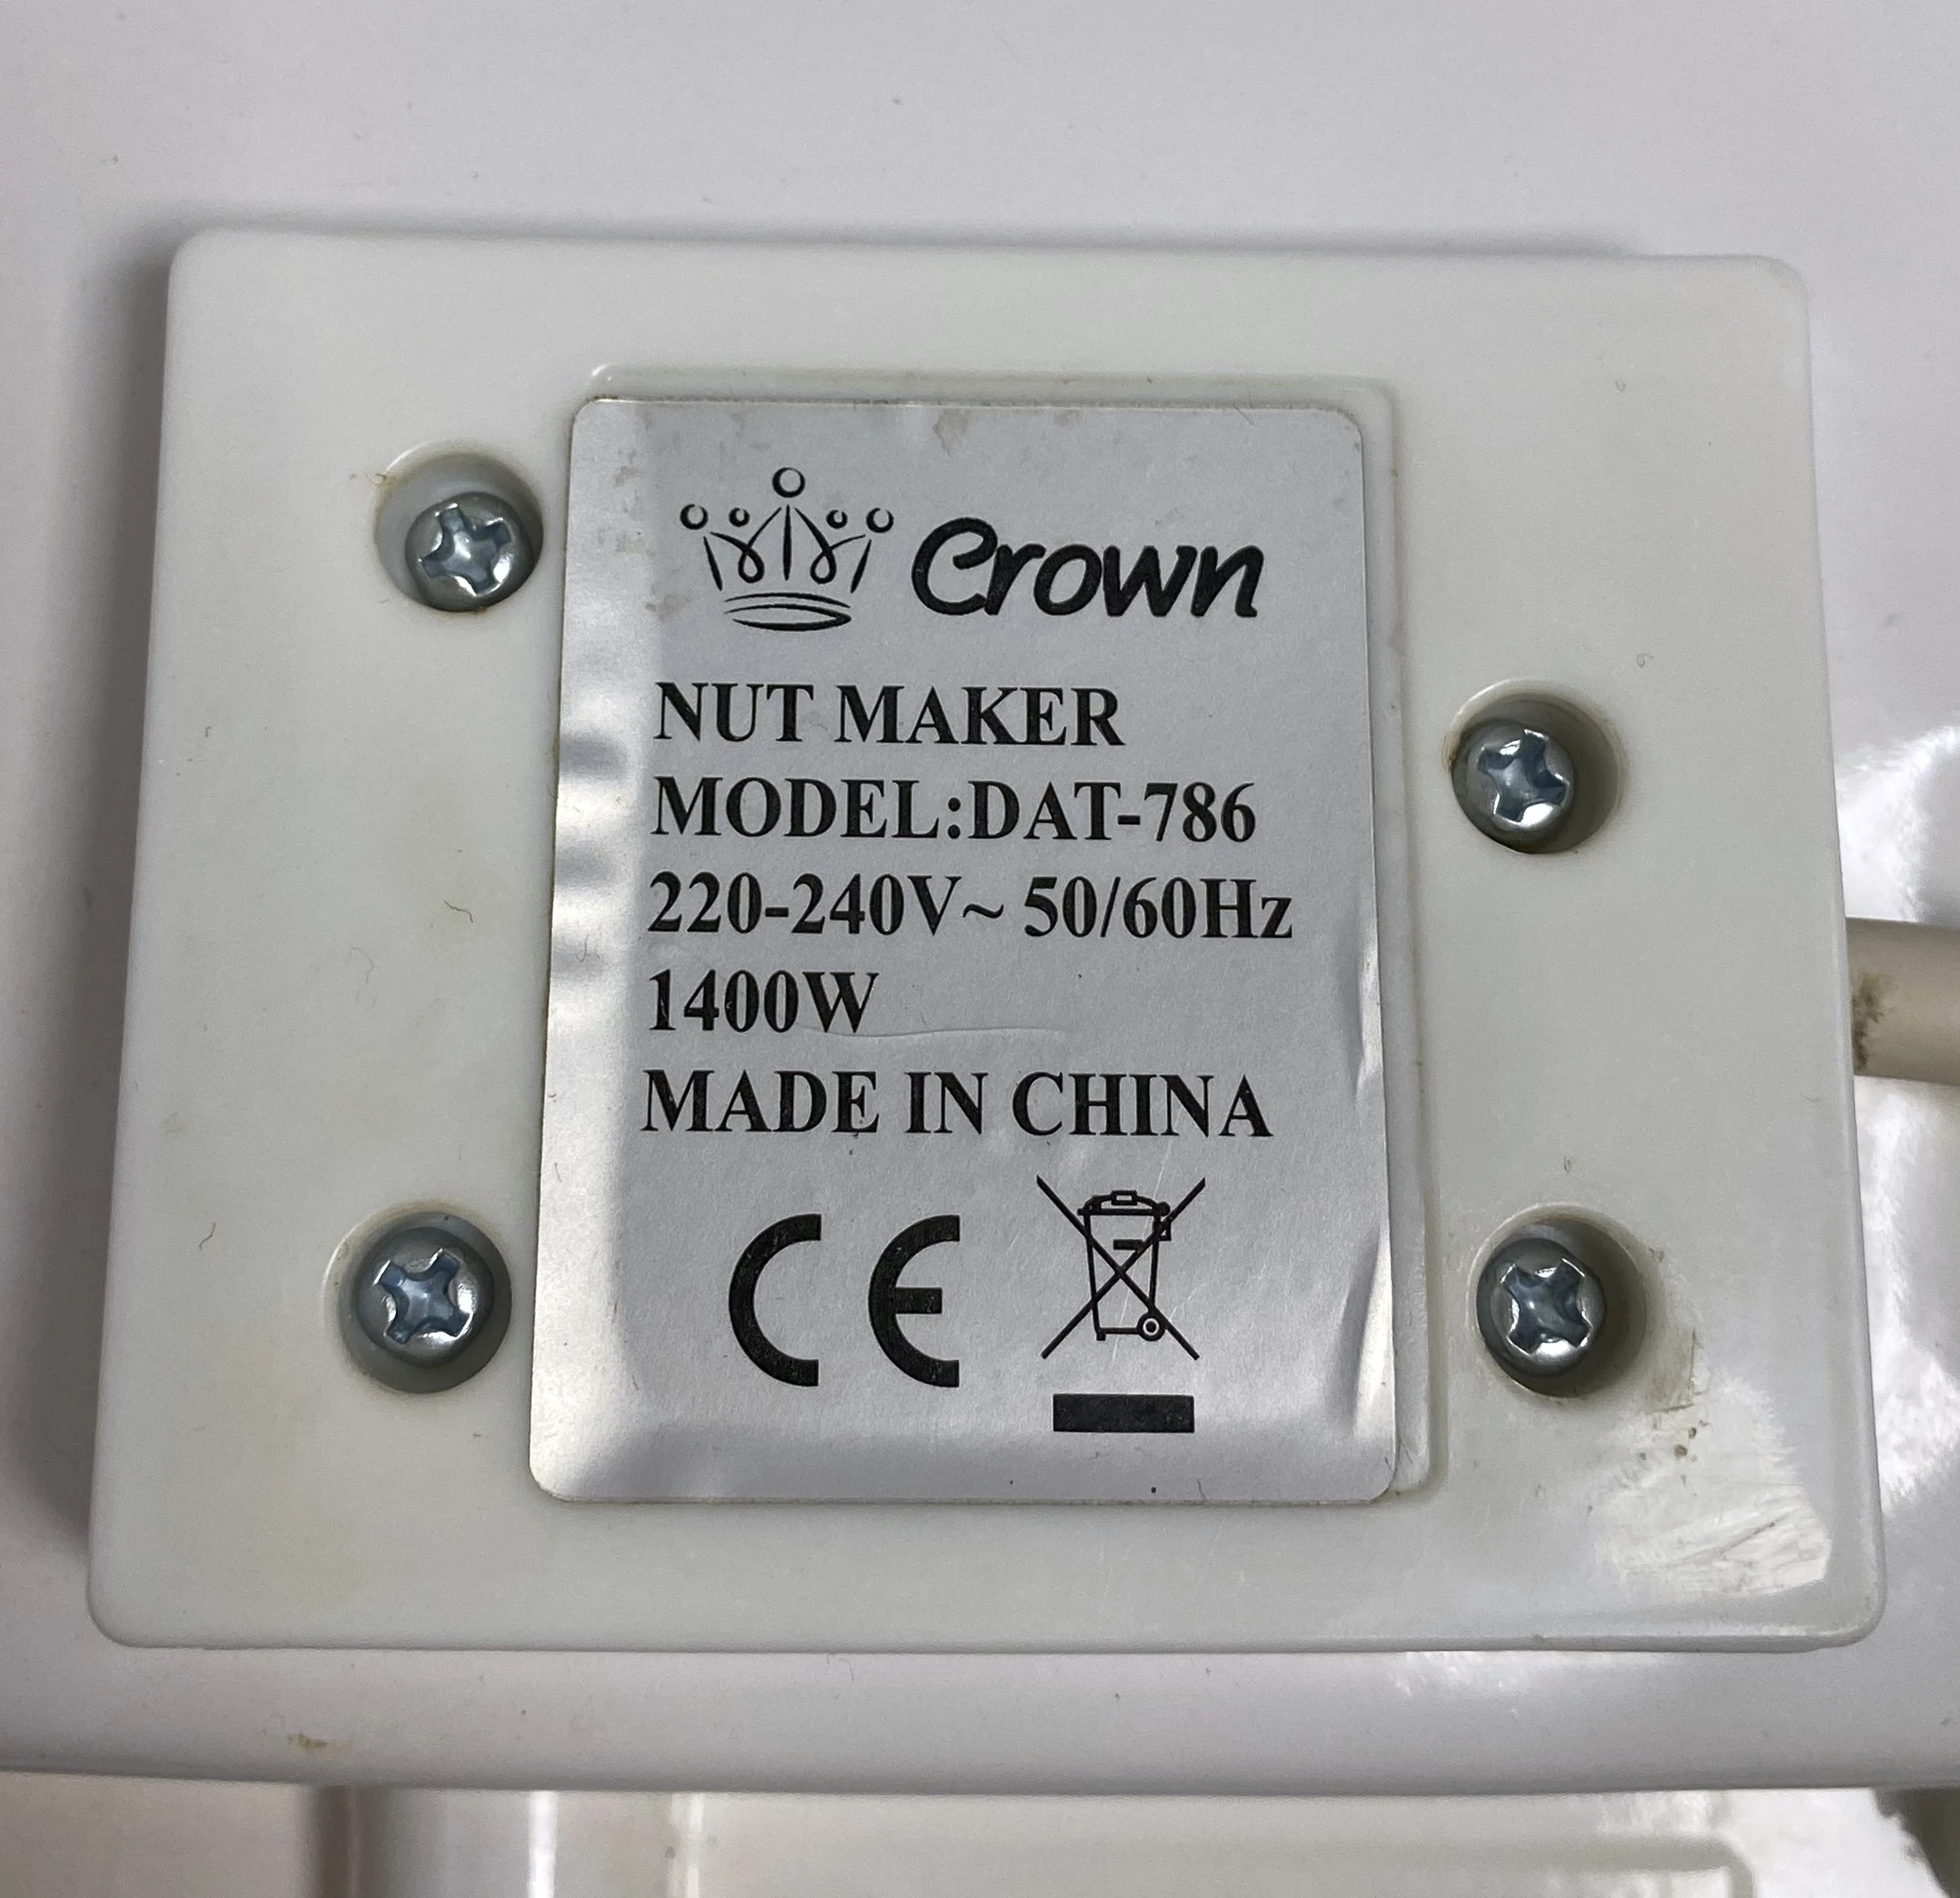 Crown
NUT MAKER
MODEL:DAT-786
220-240V~ 50/60Hz
1400W
MADE IN CHINA
CE